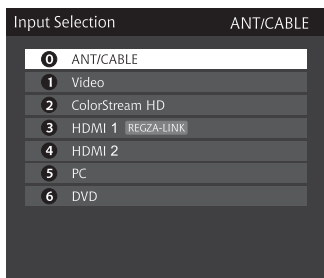 Input Selection ANT/CABLE
0 ANT/CABLE
1 Video
2 ColorStream HD
3 HDMI 1 REGZA-LINK
4 HDMI 2
5 PC
6 DVD